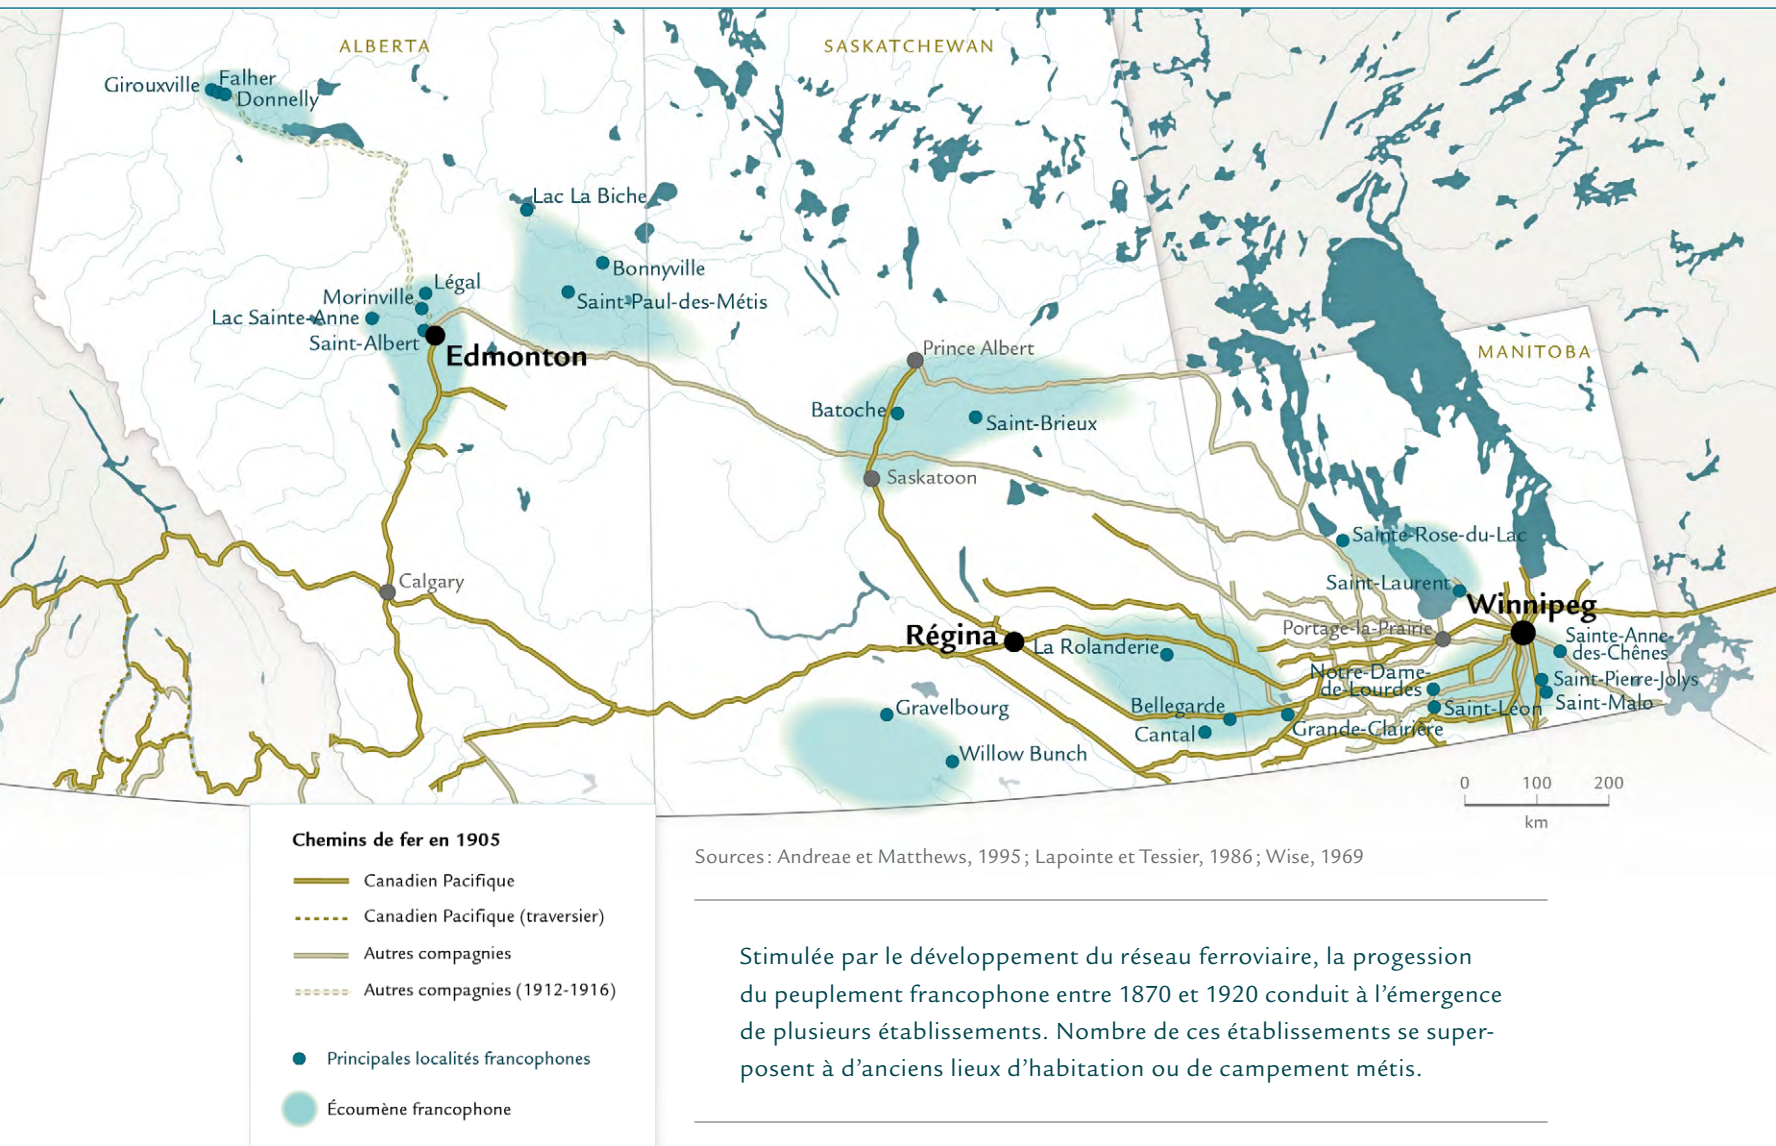 ALBERTA
SASKATCHEWAN
MANITOBA
Girouxville
Falher
Donnelly
Lac La Biche
Bonnyville
Saint-Paul-des-Métis
Légal
Morinville
Lac Sainte-Anne
Saint-Albert
Edmonton
Prince Albert
Batoche
Saint-Brieux
Saskatoon
Calgary
Sainte-Rose-du-Lac
Saint-Laurent
Winnipeg
Portage-la-Prairie
Régina
La Rolanderie
Sainte-Anne-
des-Chênes
Notre-Dame-
de-Lourdes
Saint-Pierre-Jolys
Saint-Malo
Saint-Léon
Gravelbourg
Bellegarde
Grande-Clairière
Cantal
Willow Bunch
0 100 200
km
Chemins de fer en 1905
Canadien Pacifique
Canadien Pacifique (traversier)
Autres compagnies
Autres compagnies (1912-1916)
Principales localités francophones
Écoumène francophone
Sources : Andreae et Matthews, 1995 ; Lapointe et Tessier, 1986 ; Wise, 1969
Stimulée par le développement du réseau ferroviaire, la progession
du peuplement francophone entre 1870 et 1920 conduit à l’émergence
de plusieurs établissements. Nombre de ces établissements se super-
posent à d’anciens lieux d’habitation ou de campement métis.